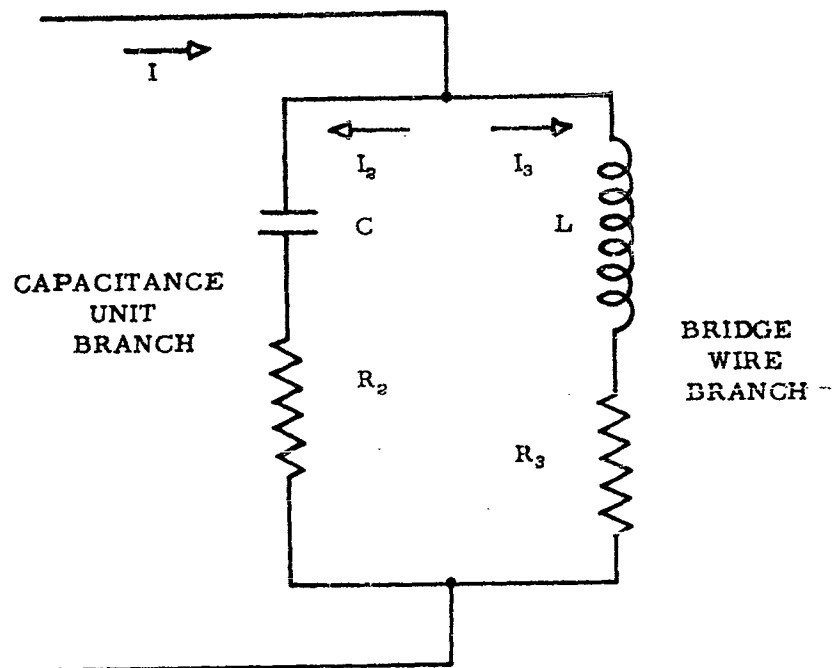 I
I₂
I₃
C
L
CAPACITANCE
UNIT
BRANCH
BRIDGE
WIRE
BRANCH
R₂
R₃